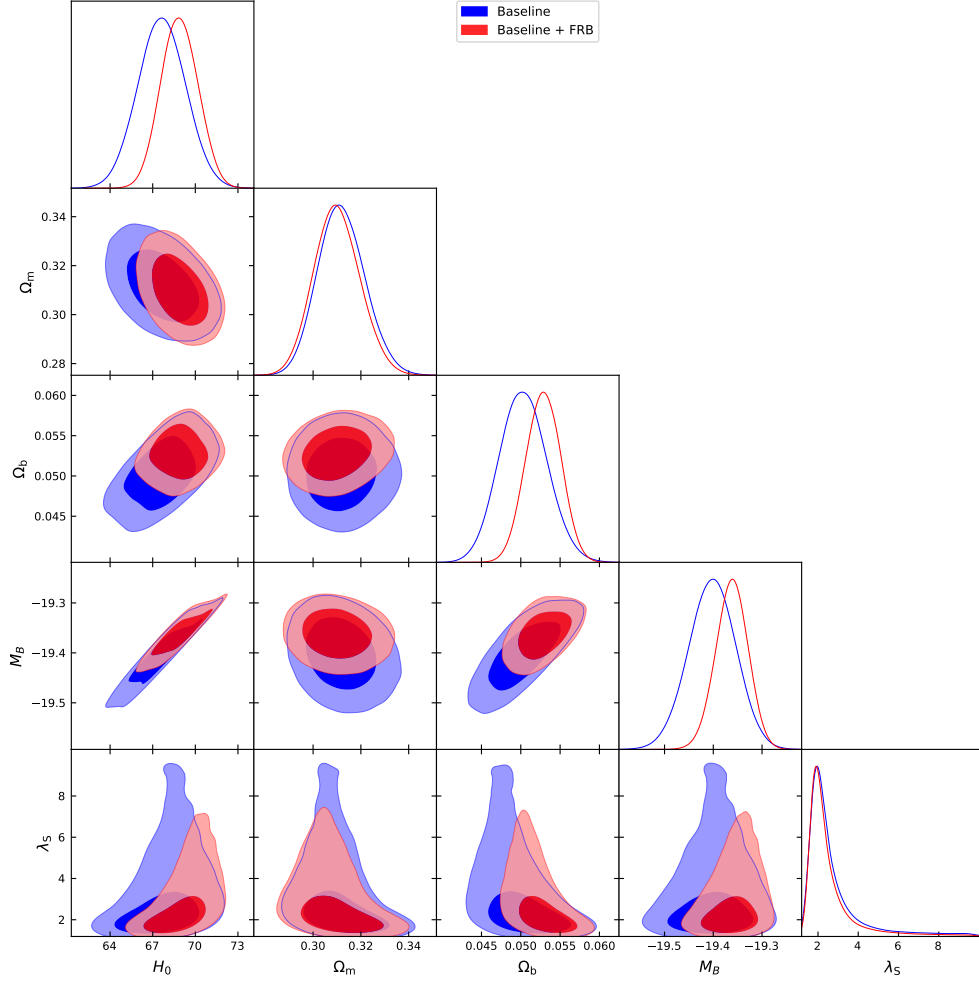 Baseline
Baseline + FRB
0.34
0.32
0.30
0.28
Ωm
0.060
0.055
0.050
0.045
Ωb
−19.3
−19.4
−19.5
MB
8
6
4
2
λS
64 67 70 73
0.30 0.32 0.34
0.045 0.050 0.055 0.060
−19.5 −19.4 −19.3
2 4 6 8
H0 Ωm Ωb MB λS